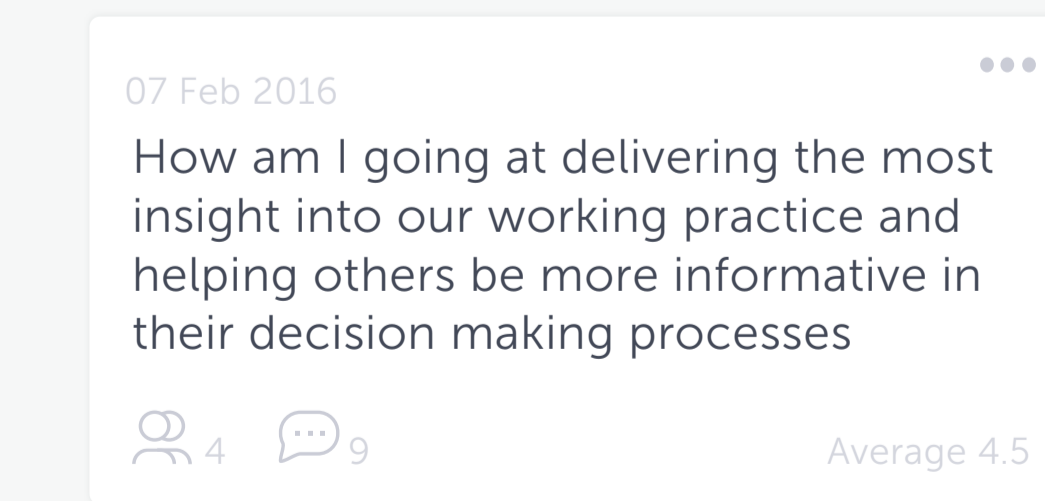 07 Feb 2016
How am I going at delivering the most
insight into our working practice and
helping others be more informative in
their decision making processes
4 9 Average 4.5